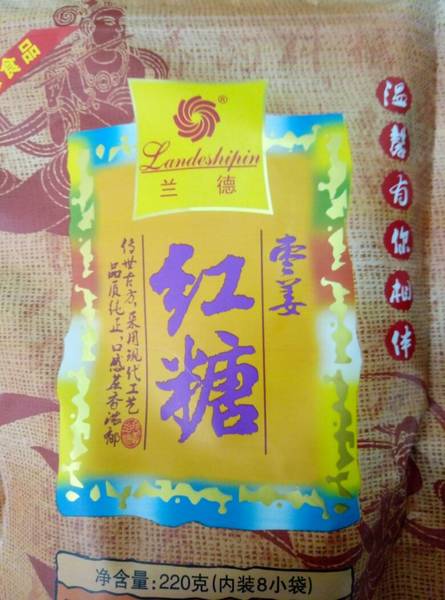 食品
Landeshipin
兰德
温馨有你相伴
枣姜
红糖
传世古方,采用现代工艺
品质纯正,口感姜香浓郁
净含量:220克(内装8小袋)